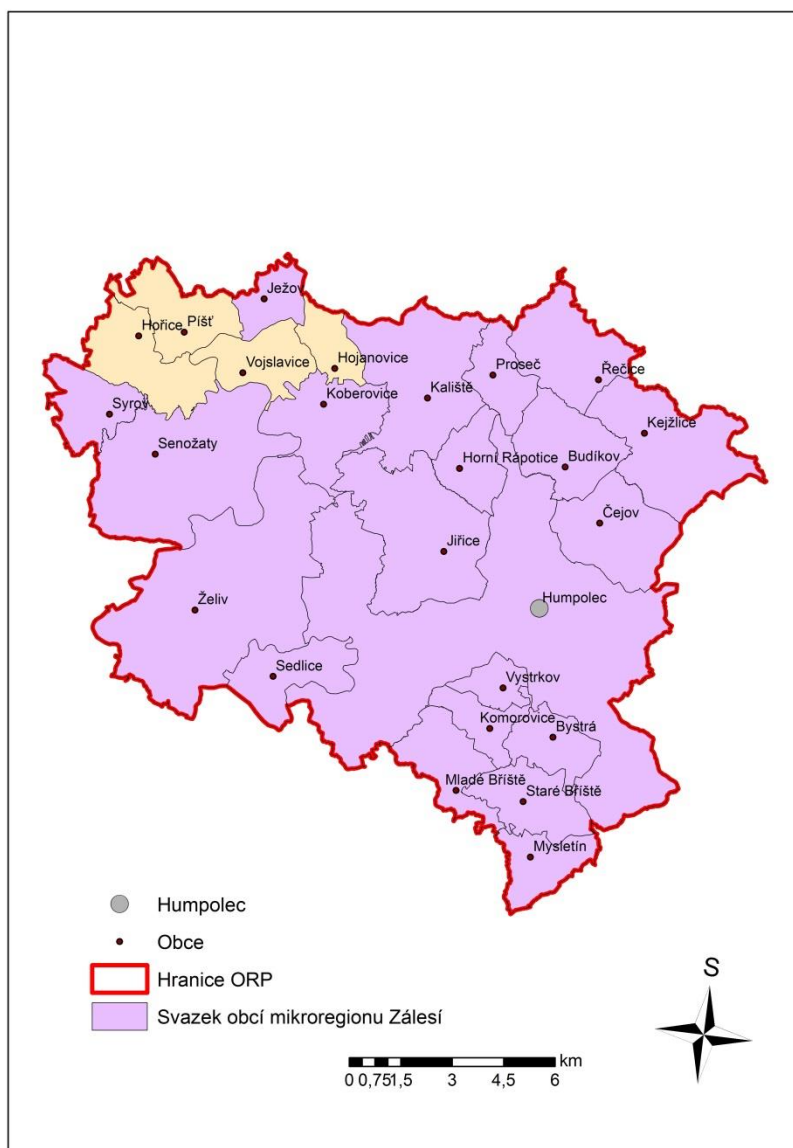 Ježov
Hořice
Píšť
Vojslavice
Hojanovice
Proseč
Řečice
Syrov
Koberovice
Kaliště
Kejžlice
Senožaty
Horní Rápotice
Budíkov
Čejov
Jiřice
Želiv
Humpolec
Sedlice
Vystrkov
Komorovice
Bystrá
Mladé Bříště
Staré Bříště
Mysletín
Humpolec
Obce
Hranice ORP
Svazek obcí mikroregionu Zálesí
S
km
0 0,75 1,5 3 4,5 6